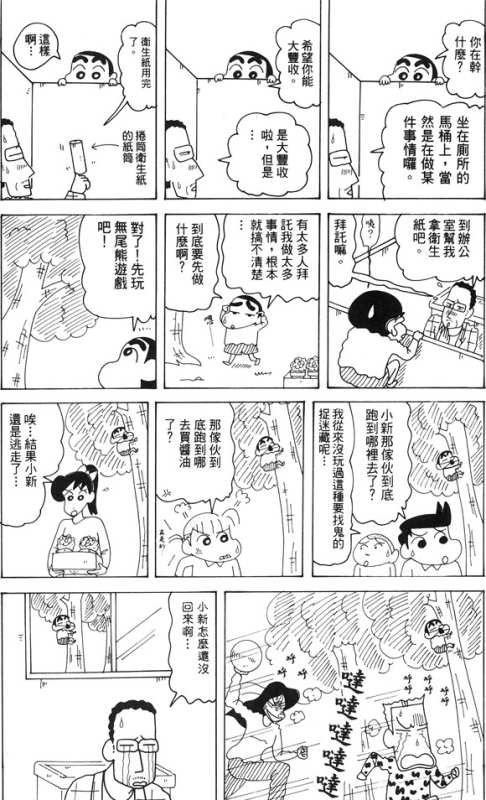 你在幹
什麼？
坐在廁所的
馬桶上，當
然是在做某
件事情囉。
希望你能
大豐收。
是大豐收
啦，但是
…
衛生紙用完
了。
這樣
啊…
捲筒衛生紙
的紙筒
到辦公
室幫我
拿衛生
紙吧。
咦？
拜託嘛。
有太多人拜
託我做太多
事情，根本
就搞不清楚
…
到底要先做
什麼啊？
對了！先玩
無尾熊遊戲
吧！
小新那傢伙到底
跑到哪裡去了？
我從來沒玩過這種要找鬼的
捉迷藏呢…
那傢伙到
底跑到哪
去買醬油
了？
真是的
唉…結果小新
還是逃走了…
噠噠噠噠噠
小新怎麼還沒
回來啊…